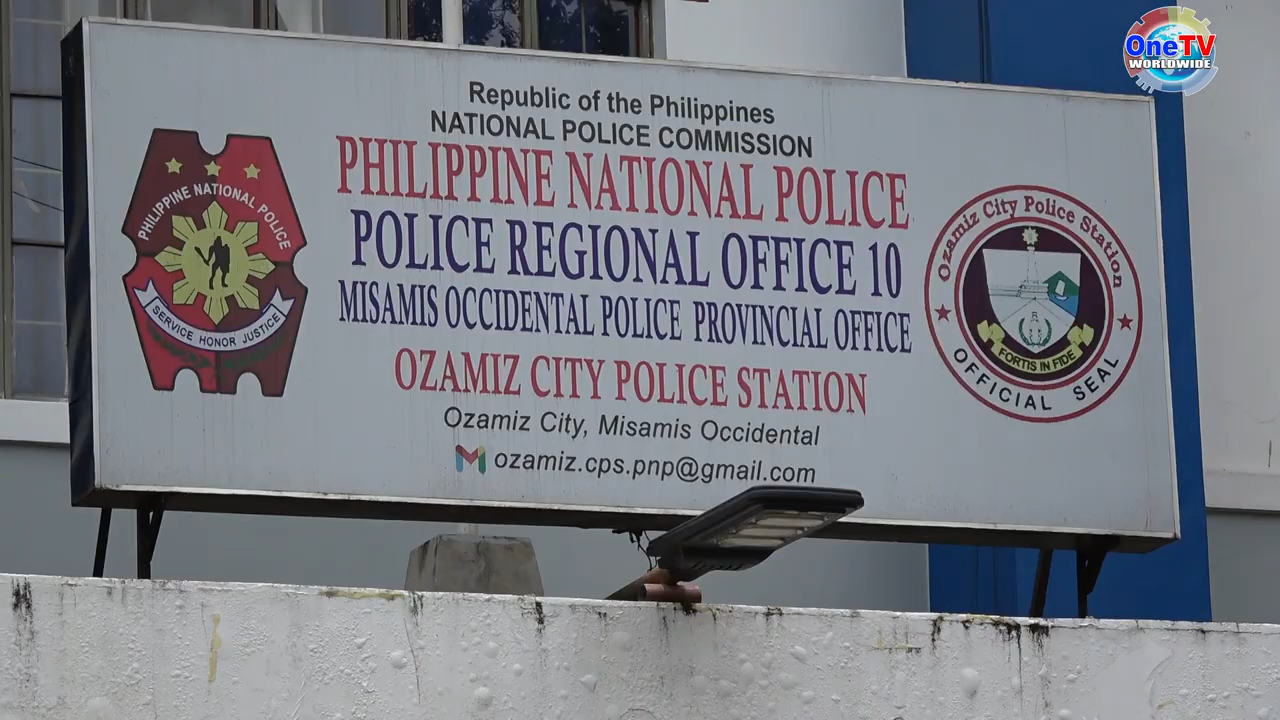 OneTV
WORLDWIDE
Republic of the Philippines
NATIONAL POLICE COMMISSION
PHILIPPINE NATIONAL POLICE
POLICE REGIONAL OFFICE 10
MISAMIS OCCIDENTAL POLICE PROVINCIAL OFFICE
OZAMIZ CITY POLICE STATION
Ozamiz City, Misamis Occidental
ozamiz.cps.pnp@gmail.com
PHILIPPINE NATIONAL POLICE
SERVICE HONOR JUSTICE
Ozamiz City Police Station
FORTIS IN FIDE
OFFICIAL SEAL